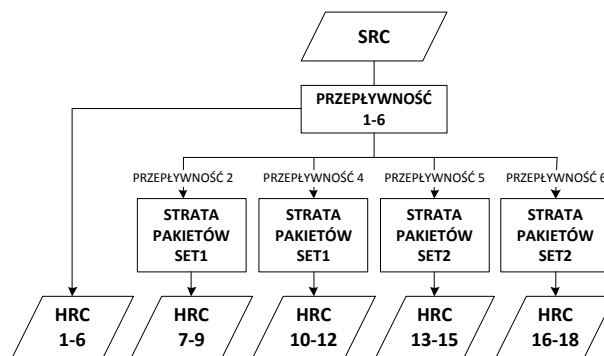 SRC
PRZEPŁYWNOŚĆ
1-6
PRZEPŁYWNOŚĆ 2
PRZEPŁYWNOŚĆ 4
PRZEPŁYWNOŚĆ 5
PRZEPŁYWNOŚĆ 6
STRATA
PAKIETÓW
SET1
STRATA
PAKIETÓW
SET1
STRATA
PAKIETÓW
SET2
STRATA
PAKIETÓW
SET2
HRC
1-6
HRC
7-9
HRC
10-12
HRC
13-15
HRC
16-18